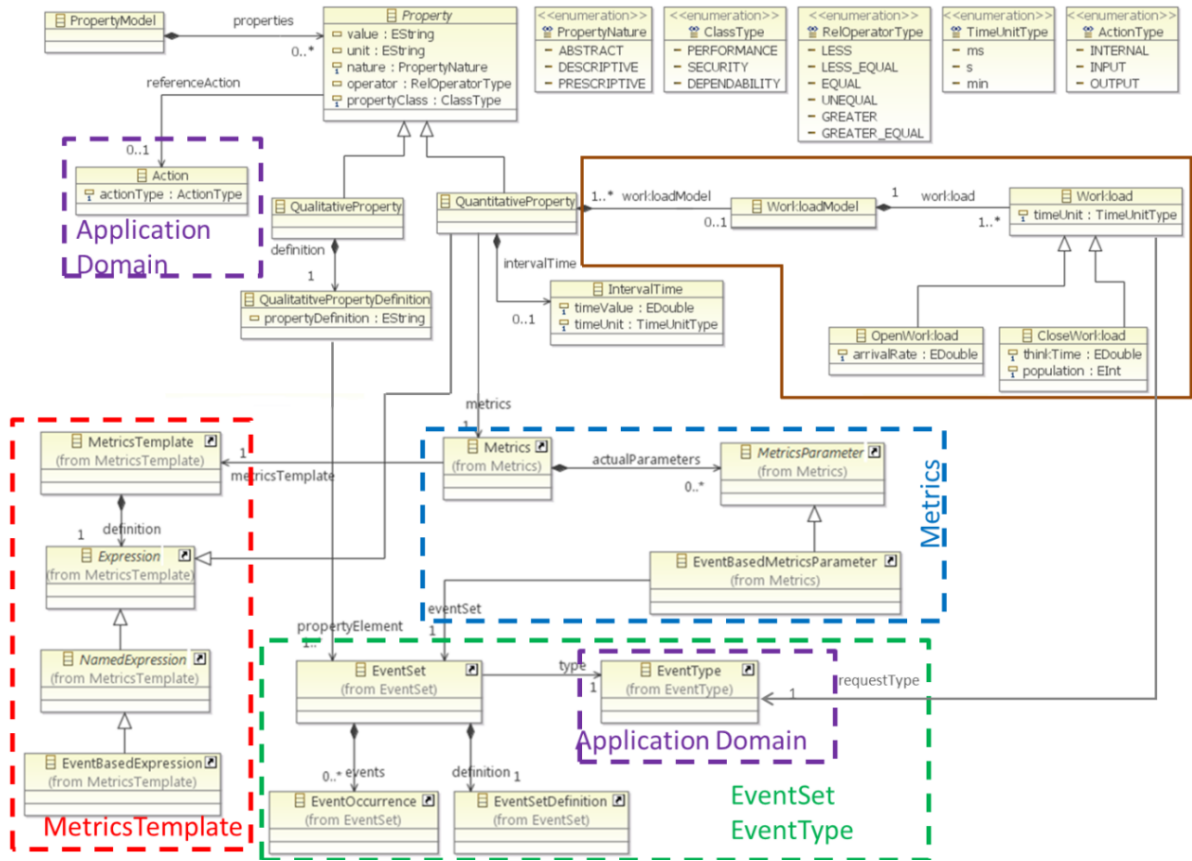 PropertyModel
properties
0..*
Property
value : EString
unit : EString
nature : PropertyNature
operator : RelOperatorType
propertyClass : ClassType
<<enumeration>>
PropertyNature
ABSTRACT
DESCRIPTIVE
PRESCRIPTIVE
<<enumeration>>
ClassType
PERFORMANCE
SECURITY
DEPENDABILITY
<<enumeration>>
RelOperatorType
LESS
LESS_EQUAL
EQUAL
UNEQUAL
GREATER
GREATER_EQUAL
<<enumeration>>
TimeUnitType
ms
s
min
<<enumeration>>
ActionType
INTERNAL
INPUT
OUTPUT
referenceAction
0..1
Action
actionType : ActionType
Application
Domain
QualitativeProperty
definition
1
QualitatitvePropertyDefinition
propertyDefinition : EString
QuantitativeProperty
1..*
work:loadModel
0..1
Work:loadModel
1
work:load
1..*
Work:load
timeUnit : TimeUnitType
intervalTime
0..1
IntervalTime
timeValue : EDouble
timeUnit : TimeUnitType
OpenWork:load
arrivalRate : EDouble
CloseWork:load
think:Time : EDouble
population : EInt
metrics
1
MetricsTemplate
(from MetricsTemplate)
1
metricsTemplate
Metrics
(from Metrics)
actualParameters
0..*
MetricsParameter
(from Metrics)
Metrics
definition
1
Expression
(from MetricsTemplate)
EventBasedMetricsParameter
(from Metrics)
eventSet
1
propertyElement
1..
NamedExpression
(from MetricsTemplate)
EventSet
(from EventSet)
type
1
EventType
(from EventType)
requestType
1
Application Domain
EventBasedExpression
(from MetricsTemplate)
MetricsTemplate
0..*
events
definition
1
EventOccurrence
(from EventSet)
EventSetDefinition
(from EventSet)
EventSet
EventType